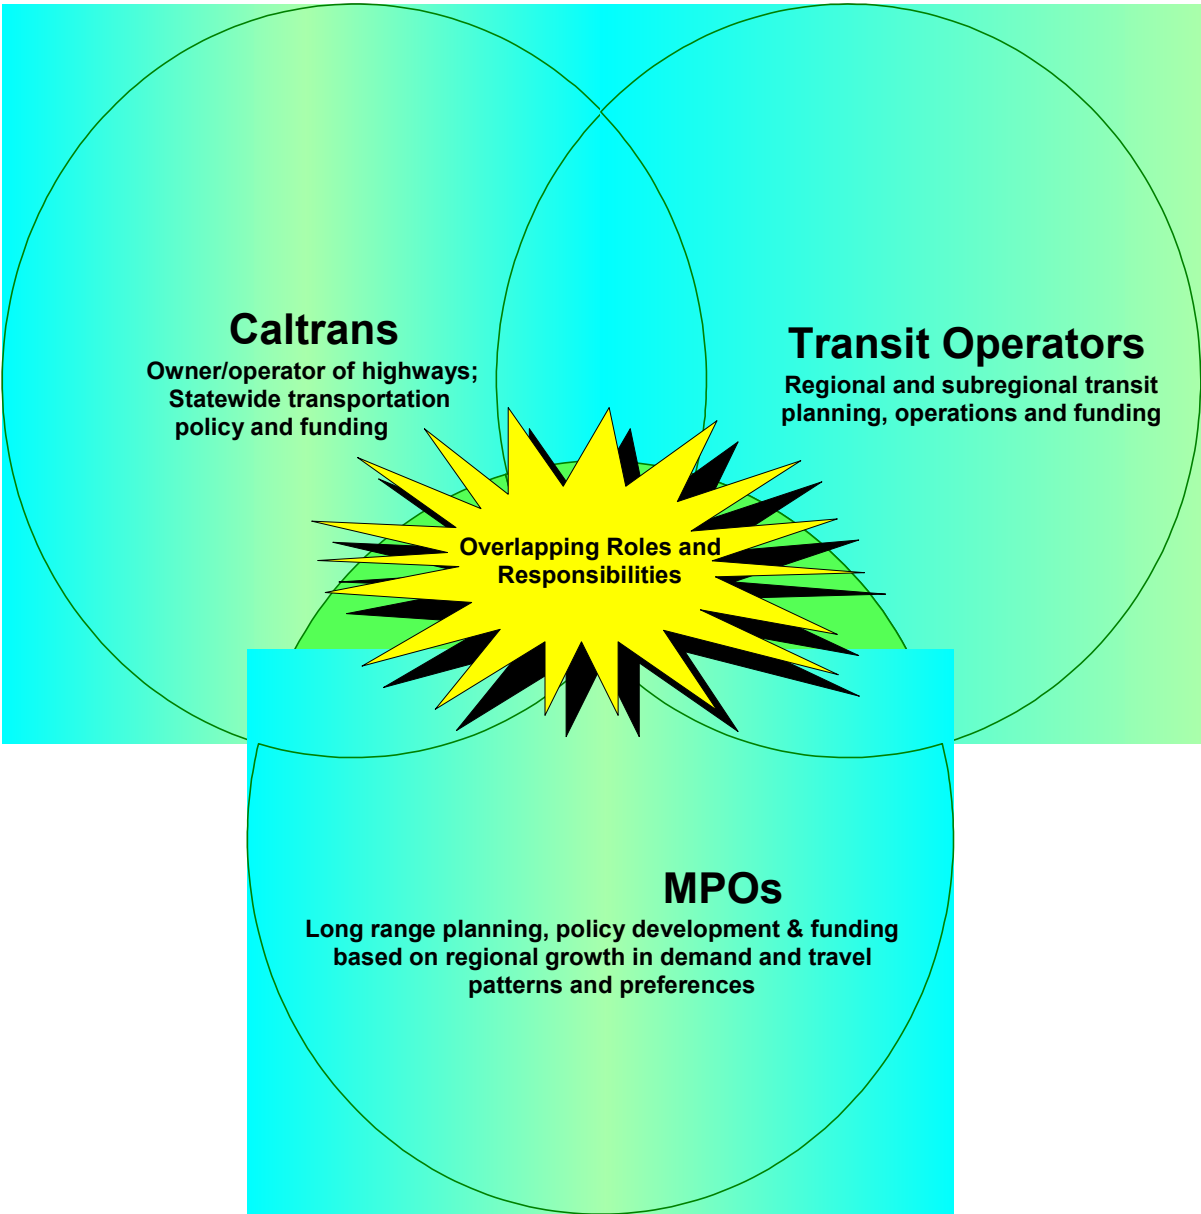 Caltrans
Owner/operator of highways;
Statewide transportation
policy and funding
Transit Operators
Regional and subregional transit
planning, operations and funding
Overlapping Roles and
Responsibilities
MPOs
Long range planning, policy development & funding
based on regional growth in demand and travel
patterns and preferences